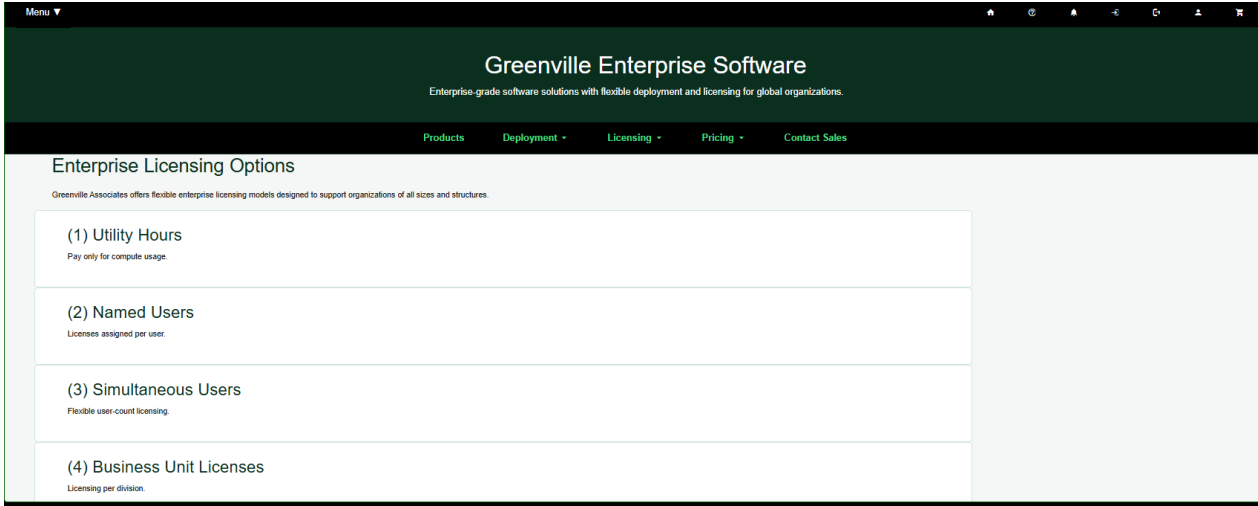 Menu ▼
Greenville Enterprise Software
Enterprise-grade software solutions with flexible deployment and licensing for global organizations.
Products Deployment Licensing Pricing Contact Sales
Enterprise Licensing Options
Greenville Associates offers flexible enterprise licensing models designed to support organizations of all sizes and structures.
(1) Utility Hours
Pay only for compute usage.
(2) Named Users
Licenses assigned per user.
(3) Simultaneous Users
Flexible user-count licensing.
(4) Business Unit Licenses
Licensing per division.